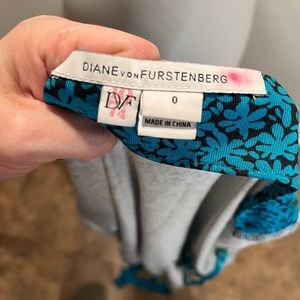 DIANE VON FURSTENBERG
DVF
0
MADE IN CHINA